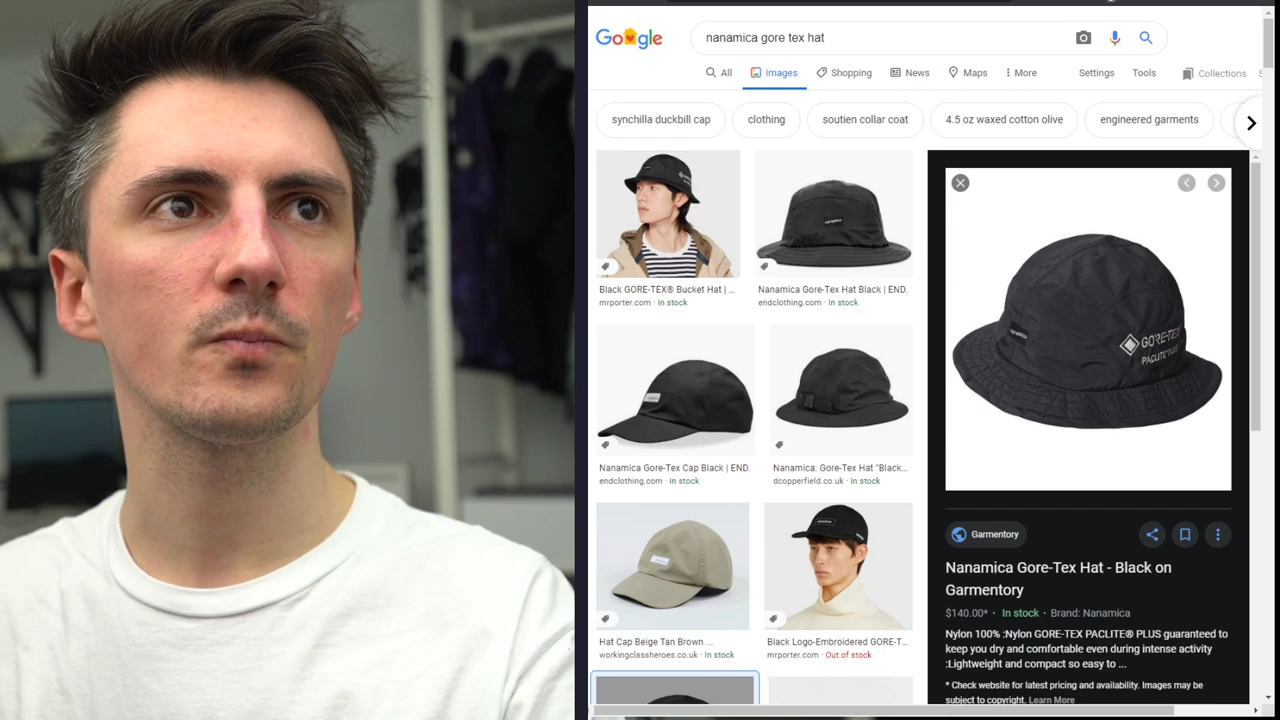 Google
nanamica gore tex hat
All
Images
Shopping
News
Maps
More
Settings
Tools
Collections
synchilla duckbill cap
clothing
soutien collar coat
4.5 oz waxed cotton olive
engineered garments
Black GORE-TEX® Bucket Hat | ...
mrporter.com · In stock
nanamica
Nanamica Gore-Tex Hat Black | END.
endclothing.com · In stock
Nanamica Gore-Tex Cap Black | END.
endclothing.com · In stock
Nanamica: Gore-Tex Hat "Black...
dcopperfield.co.uk · In stock
Hat Cap Beige Tan Brown ...
workingclassheroes.co.uk · In stock
Black Logo-Embroidered GORE-T...
mrporter.com · Out of stock
nanamica
GORE-TEX
PACLITE PLUS
Garmentory
Nanamica Gore-Tex Hat - Black on
Garmentory
$140.00* · In stock · Brand: Nanamica
Nylon 100% :Nylon GORE-TEX PACLITE® PLUS guaranteed to
keep you dry and comfortable even during intense activity
:Lightweight and compact so easy to ...
* Check website for latest pricing and availability. Images may be
subject to copyright. Learn More